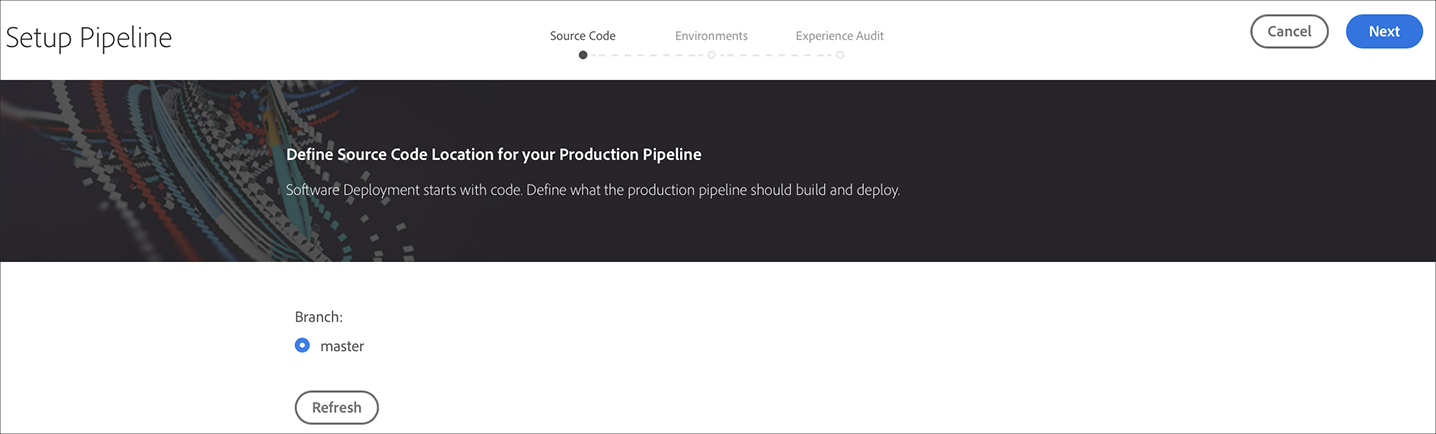 Setup Pipeline
Source Code
Environments
Experience Audit
Cancel
Next
Define Source Code Location for your Production Pipeline
Software Deployment starts with code. Define what the production pipeline should build and deploy.
Branch:
master
Refresh